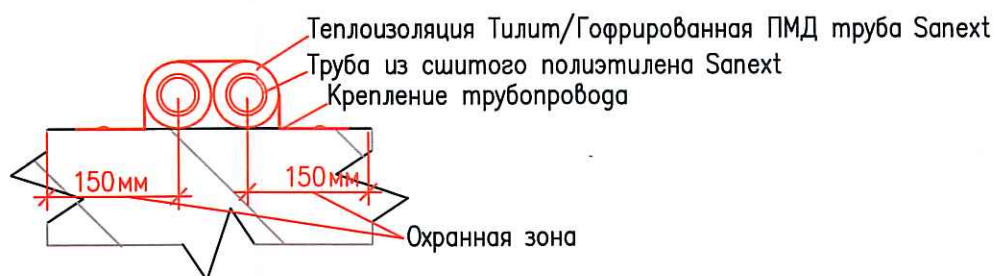 Теплоизоляция Тилит/Гофрированная ПМД труба Sanext
Труба из сшитого полиэтилена Sanext
Крепление трубопровода
150мм 150мм
Охранная зона